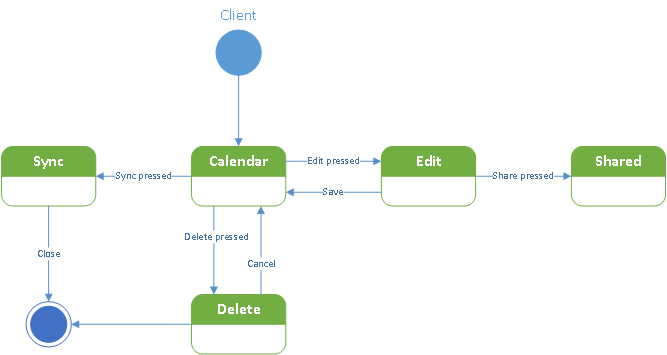 Client
Sync
Calendar
Edit
Shared
Edit pressed
Sync pressed
Share pressed
Save
Delete pressed
Close
Cancel
Delete